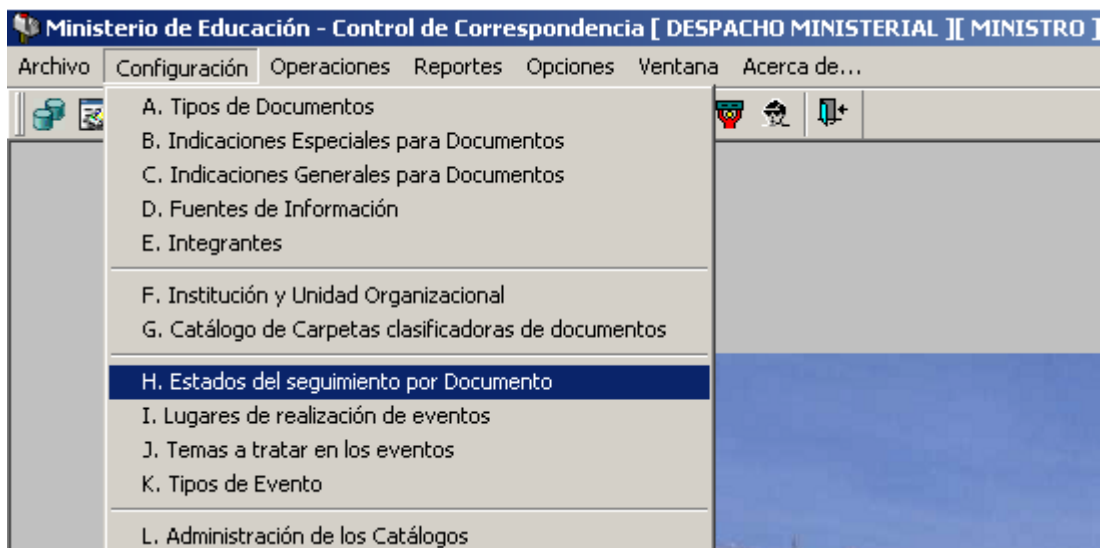 Ministerio de Educación - Control de Correspondencia [ DESPACHO MINISTERIAL ][ MINISTRO ]
Archivo Configuración Operaciones Reportes Opciones Ventana Acerca de...
A. Tipos de Documentos
B. Indicaciones Especiales para Documentos
C. Indicaciones Generales para Documentos
D. Fuentes de Información
E. Integrantes
F. Institución y Unidad Organizacional
G. Catálogo de Carpetas clasificadoras de documentos
H. Estados del seguimiento por Documento
I. Lugares de realización de eventos
J. Temas a tratar en los eventos
K. Tipos de Evento
L. Administración de los Catálogos